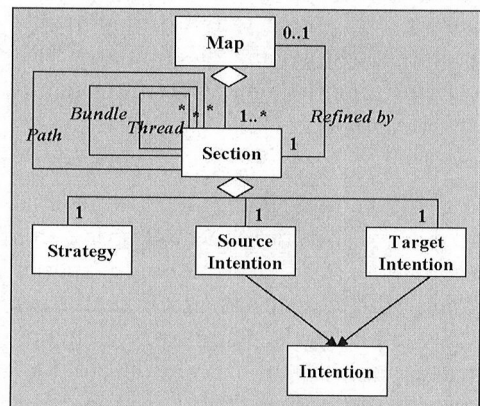 Map
0..1
Bundle
* * *
Path
Thread
1..*
Refined by
Section
1
1
1
1
Strategy
Source
Intention
Target
Intention
Intention